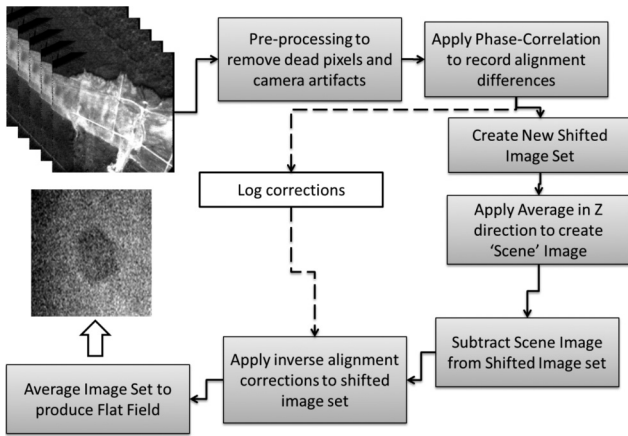 Pre-processing to
remove dead pixels and
camera artifacts
Apply Phase-Correlation
to record alignment
differences
Create New Shifted
Image Set
Log corrections
Apply Average in Z
direction to create
‘Scene’ Image
Subtract Scene Image
from Shifted Image set
Apply inverse alignment
corrections to shifted
image set
Average Image Set to
produce Flat Field